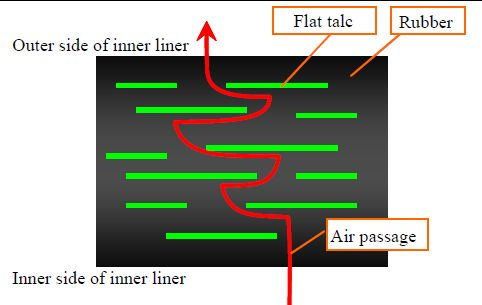 Flat talc
Rubber
Outer side of inner liner
Air passage
Inner side of inner liner